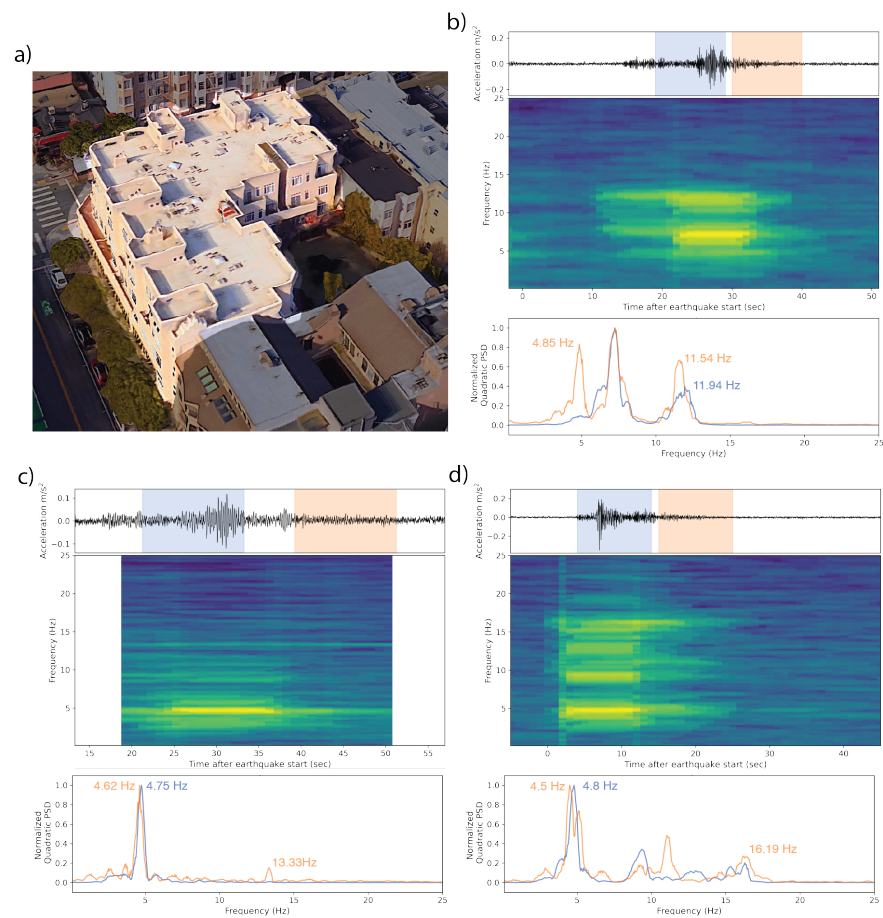 a)
b)
Acceleration m/s²
0.2
0.0
−0.2
Frequency (Hz)
25
20
15
10
5
0 10 20 30 40 50
Time after earthquake start (sec)
Normalized
Quadratic PSD
1.0
0.8
0.6
0.4
0.2
0.0
4.85 Hz
11.54 Hz
11.94 Hz
5 10 15 20 25
Frequency (Hz)
c)
Acceleration m/s²
0.1
0.0
−0.1
Frequency (Hz)
25
20
15
10
5
15 20 25 30 35 40 45 50 55
Time after earthquake start (sec)
Normalized
Quadratic PSD
1.0
0.8
0.6
0.4
0.2
0.0
4.62 Hz 4.75 Hz
13.33Hz
5 10 15 20 25
Frequency (Hz)
d)
Acceleration m/s²
0.2
0.0
−0.2
Frequency (Hz)
25
20
15
10
5
0 10 20 30 40
Time after earthquake start (sec)
Normalized
Quadratic PSD
1.0
0.8
0.6
0.4
0.2
0.0
4.5 Hz 4.8 Hz
16.19 Hz
5 10 15 20 25
Frequency (Hz)